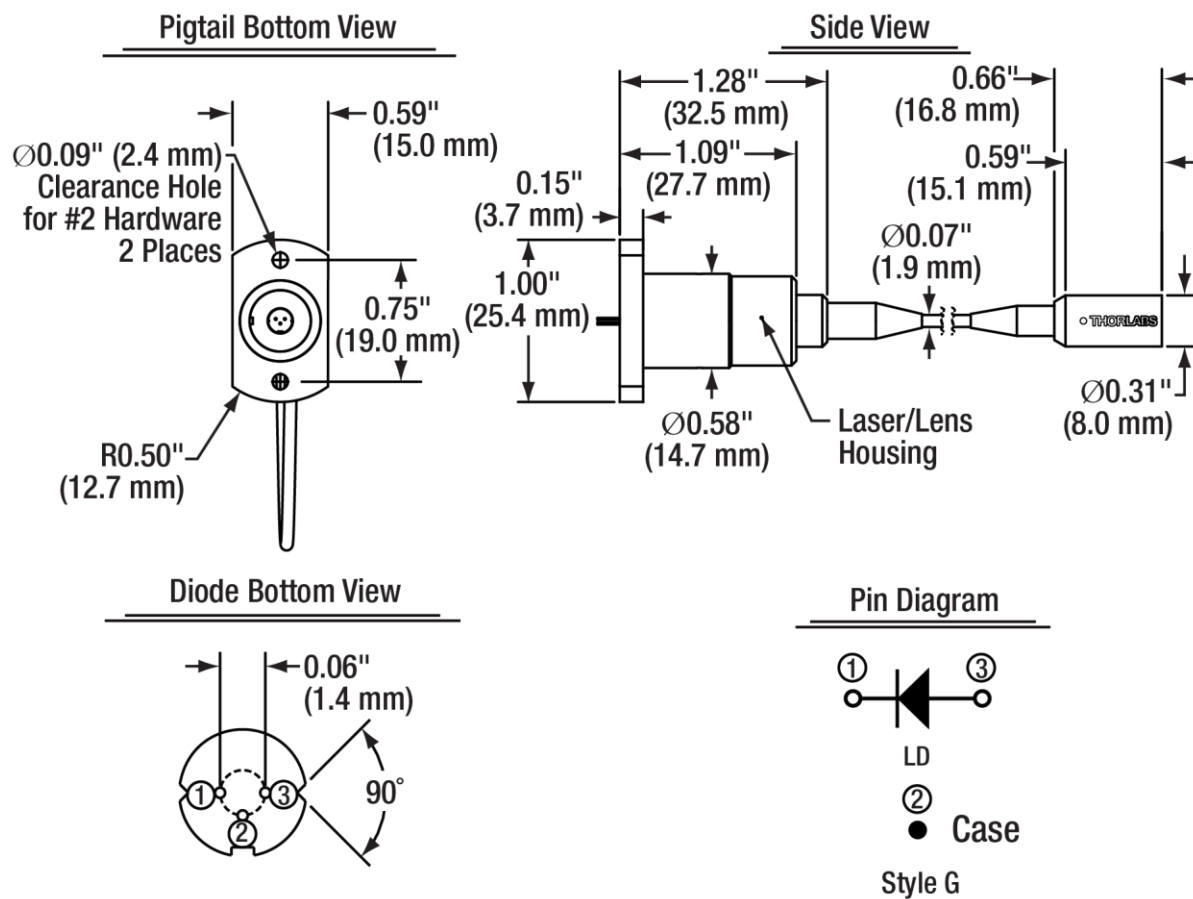 Pigtail Bottom View
0.59"
(15.0 mm)
Ø0.09" (2.4 mm)
Clearance Hole
for #2 Hardware
2 Places
0.75"
(19.0 mm)
R0.50"
(12.7 mm)
Side View
1.28"
(32.5 mm)
0.66"
(16.8 mm)
1.09"
(27.7 mm)
0.59"
(15.1 mm)
0.15"
(3.7 mm)
Ø0.07"
(1.9 mm)
1.00"
(25.4 mm)
THORLABS
Ø0.58"
(14.7 mm)
Laser/Lens
Housing
Ø0.31"
(8.0 mm)
Diode Bottom View
0.06"
(1.4 mm)
1
3
90°
2
Pin Diagram
1
3
LD
2
Case
Style G